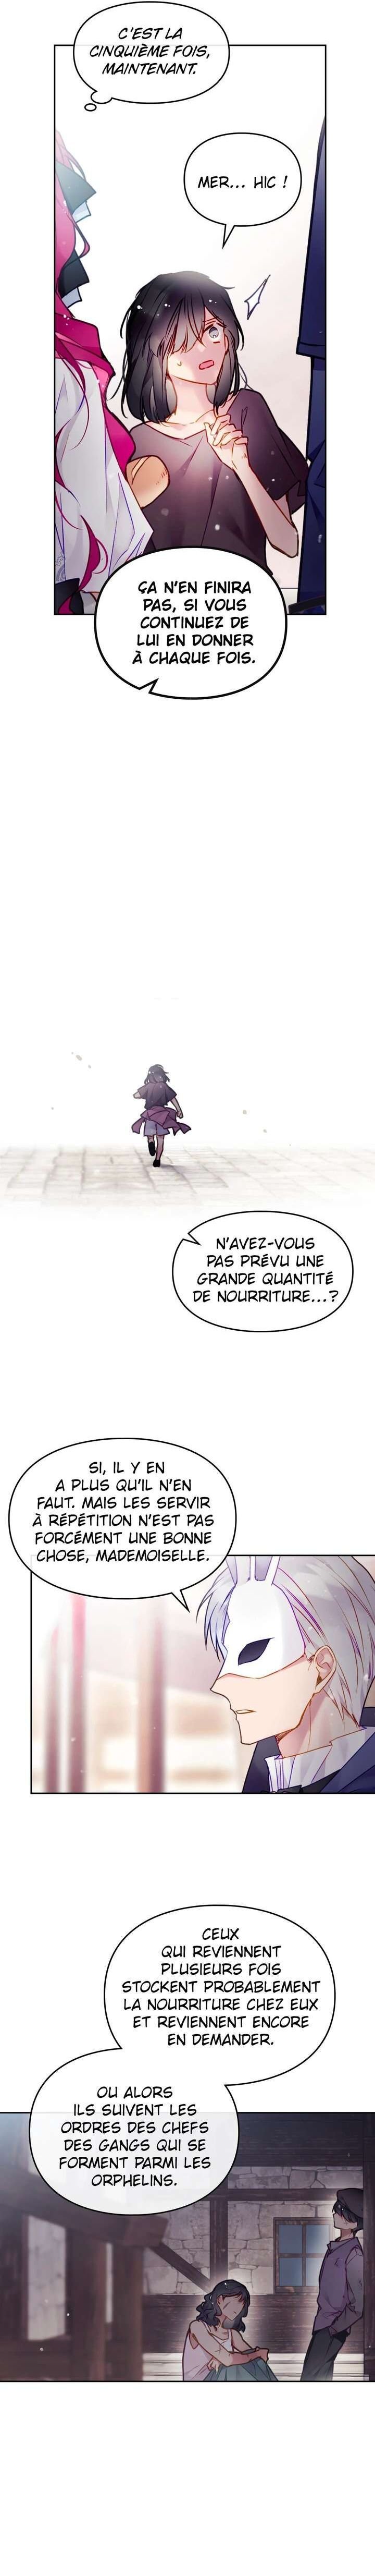 C'EST LA
CINQUIÈME FOIS,
MAINTENANT.
MER... HIC !
ÇA N'EN FINIRA
PAS, SI VOUS
CONTINUEZ DE
LUI EN DONNER
À CHAQUE FOIS.
N'AVEZ-VOUS
PAS PRÉVU UNE
GRANDE QUANTITÉ
DE NOURRITURE...?
SI, IL Y EN
A PLUS QU'IL N'EN
FAUT. MAIS LES SERVIR
À RÉPÉTITION N'EST PAS
FORCÉMENT UNE BONNE
CHOSE, MADEMOISELLE.
CEUX
QUI REVIENNENT
PLUSIEURS FOIS
STOCKENT PROBABLEMENT
LA NOURRITURE CHEZ EUX
ET REVIENNENT ENCORE
EN DEMANDER.
OU ALORS
ILS SUIVENT LES
ORDRES DES CHEFS
DES GANGS QUI SE
FORMENT PARMI LES
ORPHELINS.